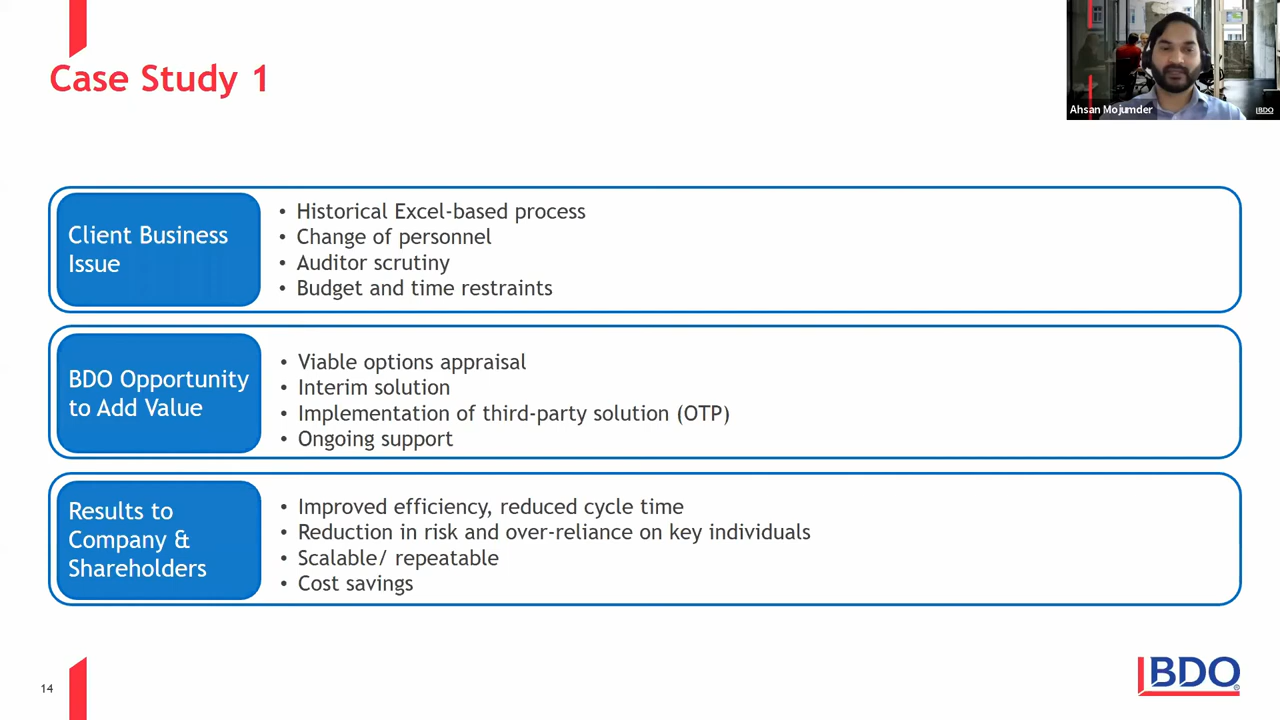 Case Study 1
Ahsan Mojumder
BDO
Client Business
Issue
• Historical Excel-based process
• Change of personnel
• Auditor scrutiny
• Budget and time restraints
BDO Opportunity
to Add Value
• Viable options appraisal
• Interim solution
• Implementation of third-party solution (OTP)
• Ongoing support
Results to
Company &
Shareholders
• Improved efficiency, reduced cycle time
• Reduction in risk and over-reliance on key individuals
• Scalable/ repeatable
• Cost savings
14
BDO®